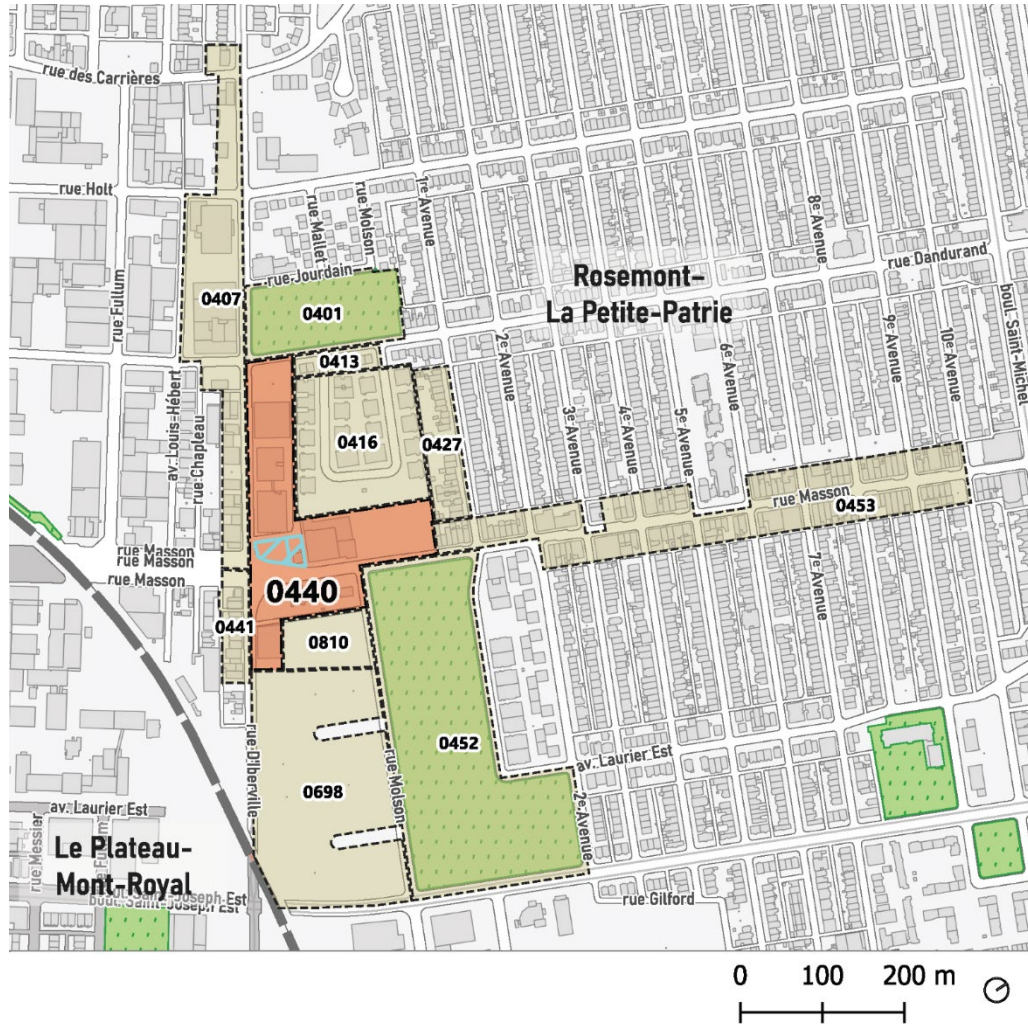 rue des Carrières
rue Holt
rue Fullum
rue Mallet
rue Molson
1re Avenue
rue Jourdain
0407
0401
Rosemont–
La Petite-Patrie
8e Avenue
rue Dandurand
boul. Saint-Michel
0413
2e Avenue
6e Avenue
9e Avenue
10e Avenue
av. Louis-Hébert
rue Chapleau
0416
0427
3e Avenue
4e Avenue
5e Avenue
rue Masson
0453
rue Masson
rue Masson
rue Masson
0440
7e Avenue
0441
0810
rue D'Iberville
rue Molson
0452
av. Laurier Est
0698
2e Avenue
av. Laurier Est
rue Messier
Le Plateau-
Mont-Royal
boul. Saint-Joseph Est
rue Gilford
0 100 200 m